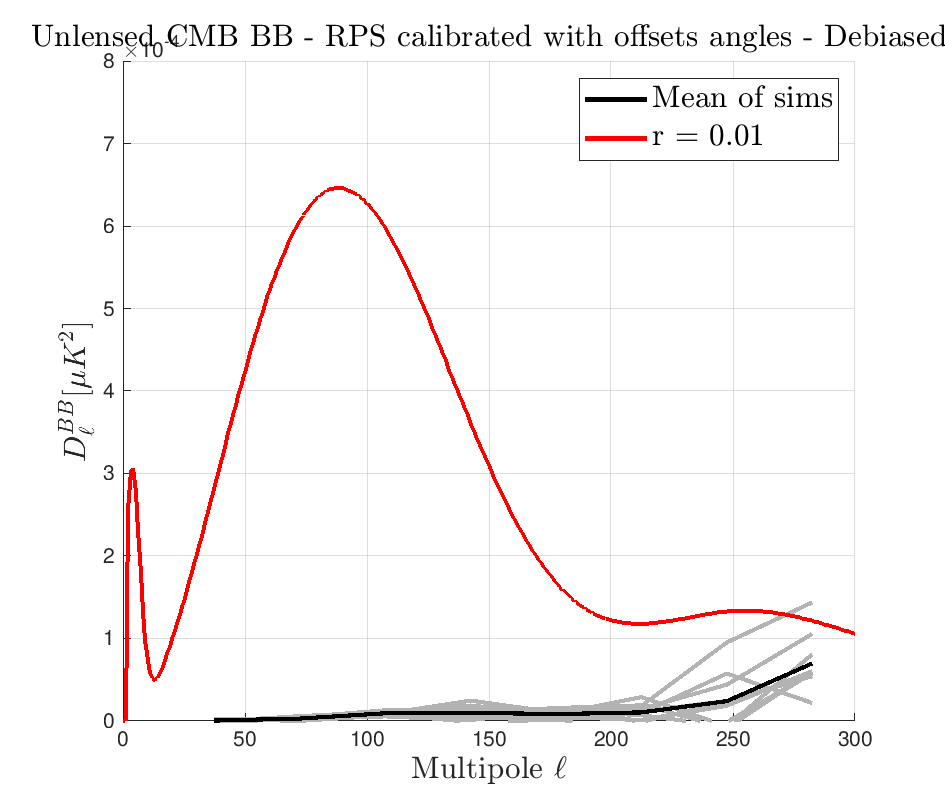 Unlensed CMB BB - RPS calibrated with offsets angles - Debiased
×10⁻⁴
8
7
6
5
4
3
2
1
0
Mean of sims
r = 0.01
D_ℓ^{BB}[μK²]
0 50 100 150 200 250 300
Multipole ℓ